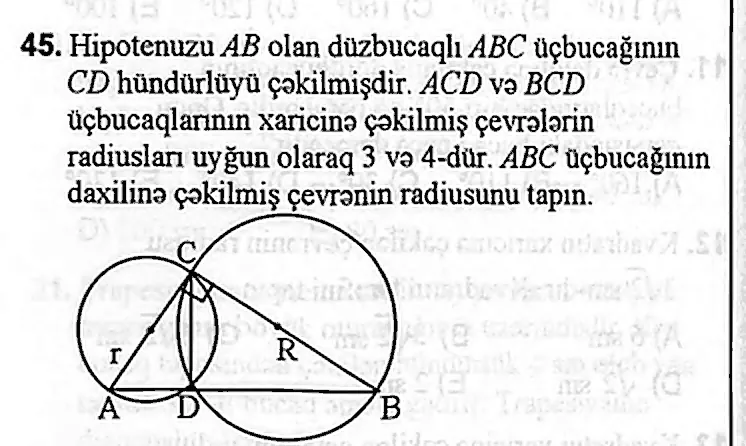 45. Hipotenuzu AB olan düzbucaqlı ABC üçbucağının
CD hündürlüyü çəkilmişdir. ACD və BCD
üçbucaqlarının xaricinə çəkilmiş çevrələrin
radiusları uyğun olaraq 3 və 4-dür. ABC üçbucağının
daxilinə çəkilmiş çevrənin radiusunu tapın.
C
r
R
A
D
B